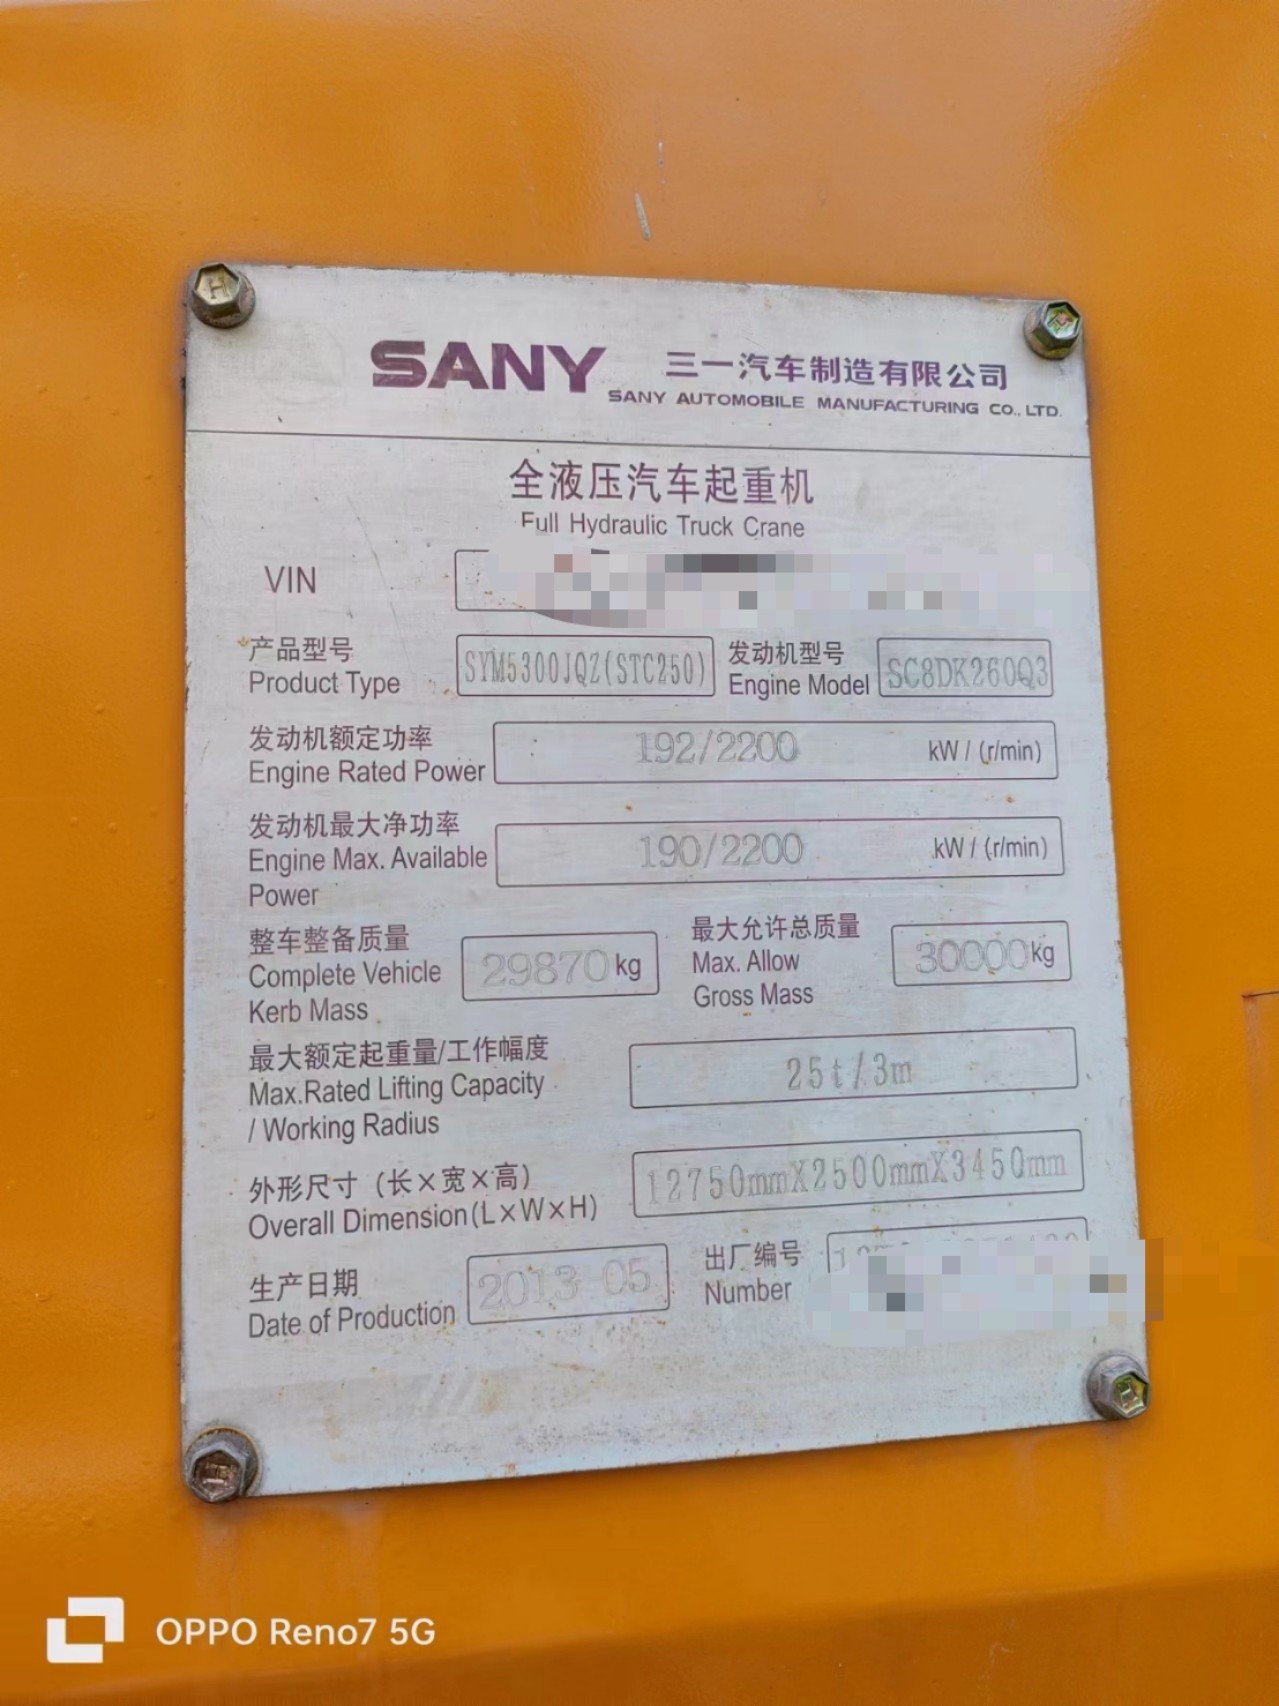 SANY 三一汽车制造有限公司
SANY AUTOMOBILE MANUFACTURING CO., LTD.
全液压汽车起重机
Full Hydraulic Truck Crane
VIN
产品型号
Product Type
SYM5300JQZ(STC250)
发动机型号
Engine Model
SC8DK260Q3
发动机额定功率
Engine Rated Power
192/2200 kW / (r/min)
发动机最大净功率
Engine Max. Available
Power
190/2200 kW / (r/min)
整车整备质量
Complete Vehicle
Kerb Mass
29870 kg
最大允许总质量
Max. Allow
Gross Mass
30000 kg
最大额定起重量/工作幅度
Max.Rated Lifting Capacity
/ Working Radius
25t/3m
外形尺寸（长×宽×高）
Overall Dimension(L×W×H)
12750mmX2500mmX3450mm
生产日期
Date of Production
2013 05
出厂编号
Number
OPPO Reno7 5G